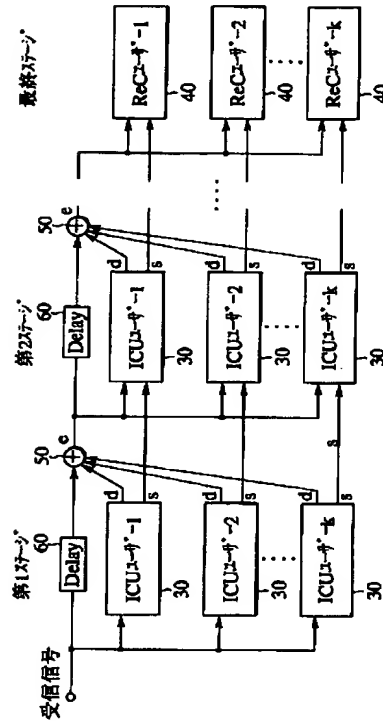 受信信号
第1ステージ
第2ステージ
最終ステージ
60
Delay
50
e
60
Delay
50
e
ICUユーザ-1
d
s
30
ICUユーザ-1
d
s
30
ReCユーザ-1
40
ICUユーザ-2
d
s
30
ICUユーザ-2
d
s
30
ReCユーザ-2
40
ICUユーザ-k
d
s
30
s
ICUユーザ-k
d
s
30
ReCユーザ-k
40